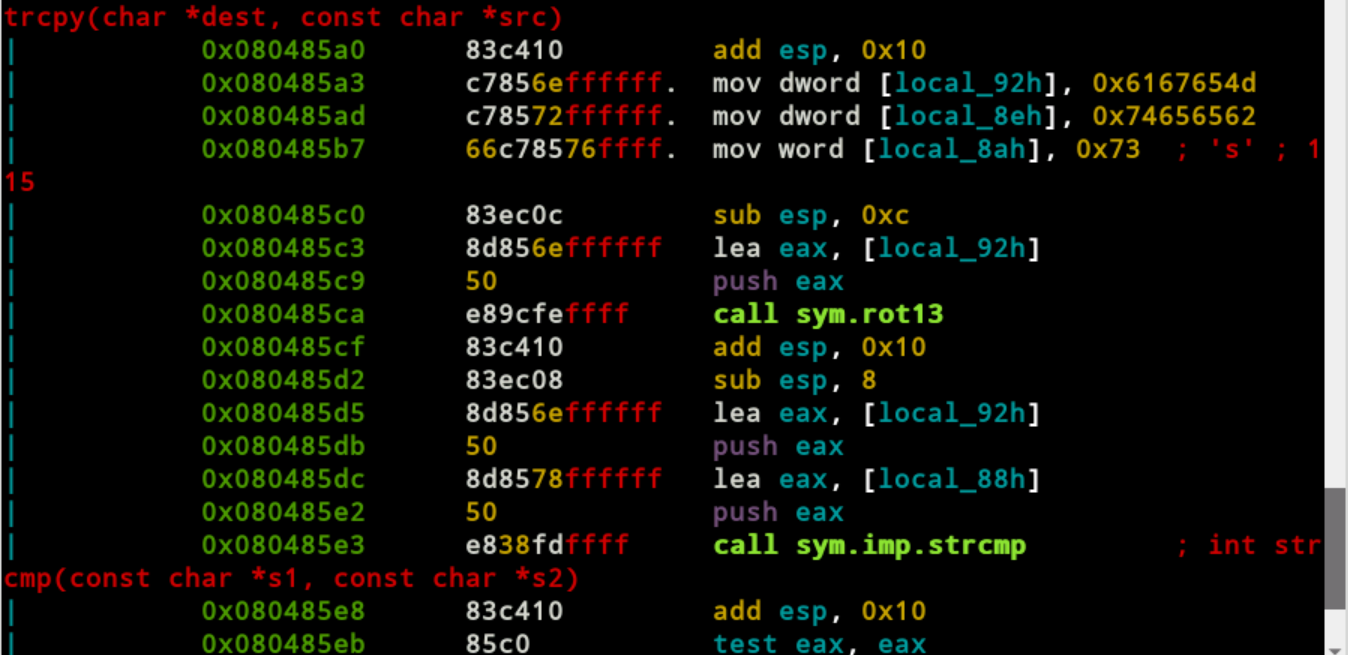 trcpy(char *dest, const char *src)
| 0x080485a0 83c410 add esp, 0x10
| 0x080485a3 c7856effffff. mov dword [local_92h], 0x6167654d
| 0x080485ad c78572ffffff. mov dword [local_8eh], 0x74656562
| 0x080485b7 66c78576ffff. mov word [local_8ah], 0x73 ; 's' ; 1
15
| 0x080485c0 83ec0c sub esp, 0xc
| 0x080485c3 8d856effffff lea eax, [local_92h]
| 0x080485c9 50 push eax
| 0x080485ca e89cfeffff call sym.rot13
| 0x080485cf 83c410 add esp, 0x10
| 0x080485d2 83ec08 sub esp, 8
| 0x080485d5 8d856effffff lea eax, [local_92h]
| 0x080485db 50 push eax
| 0x080485dc 8d8578ffffff lea eax, [local_88h]
| 0x080485e2 50 push eax
| 0x080485e3 e838fdffff call sym.imp.strcmp ; int str
cmp(const char *s1, const char *s2)
| 0x080485e8 83c410 add esp, 0x10
| 0x080485eb 85c0 test eax, eax